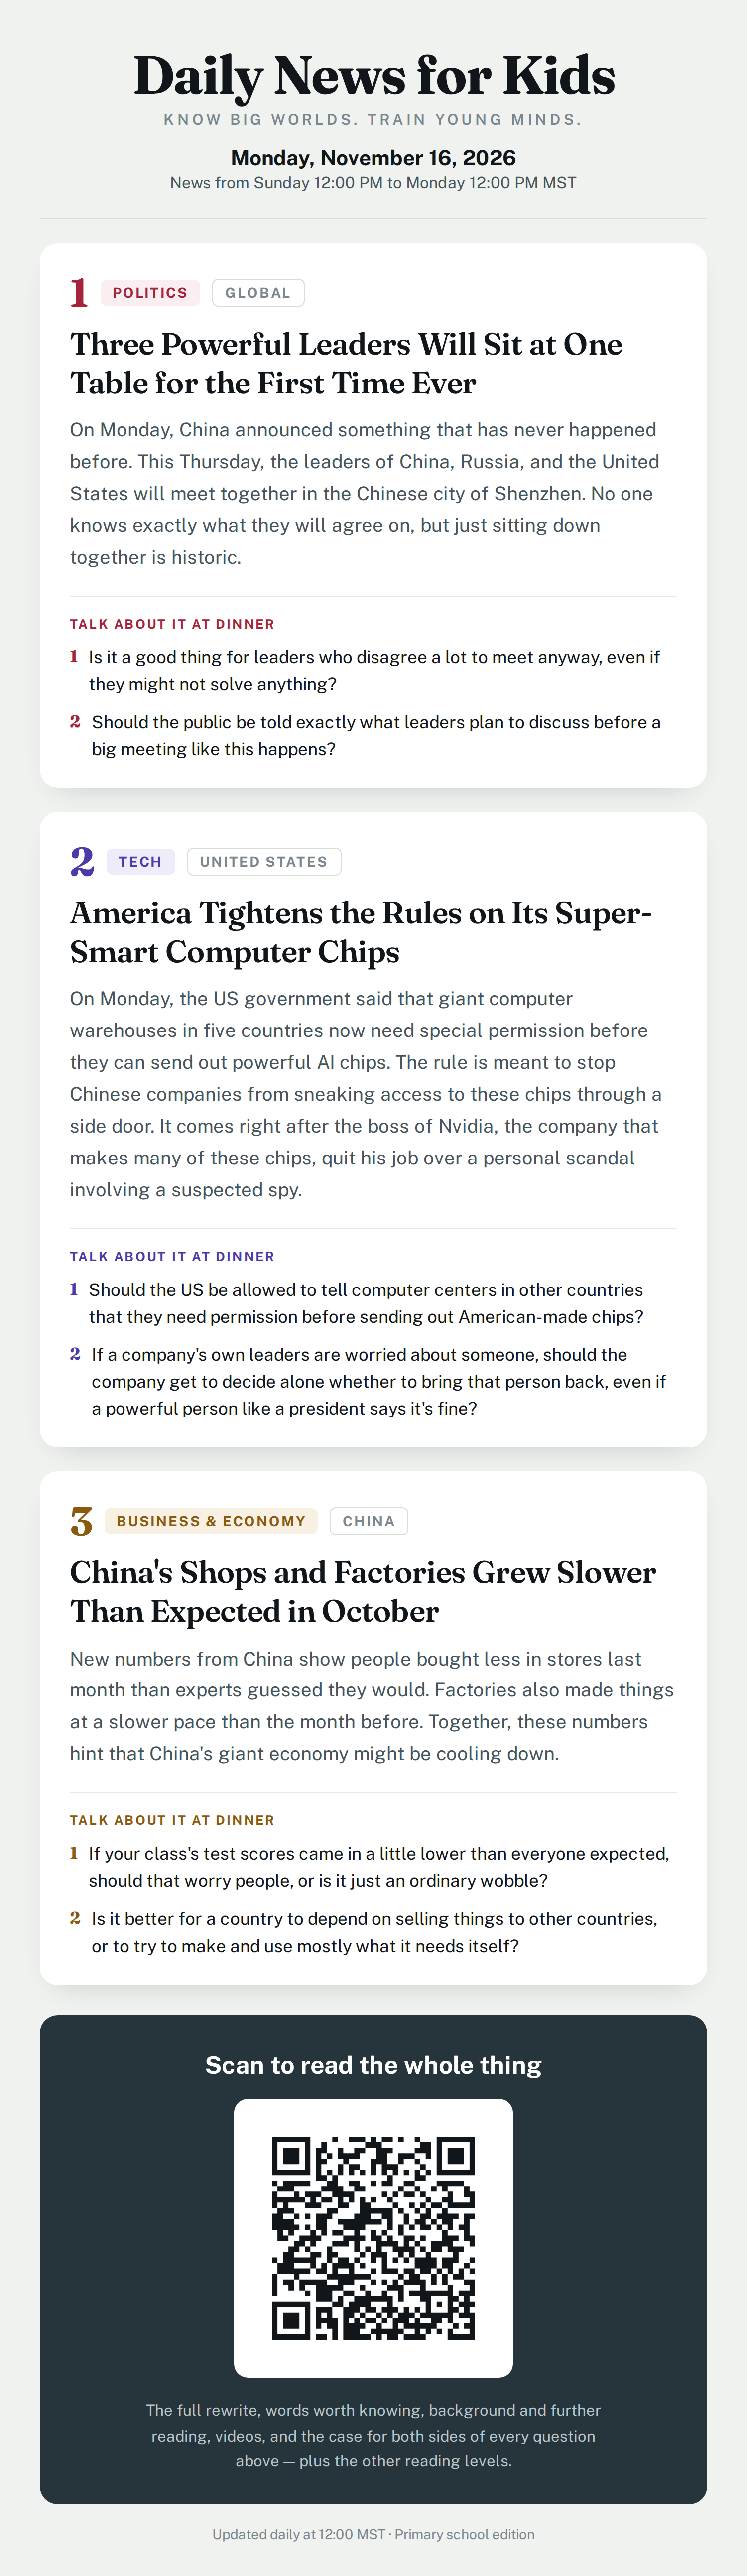 Daily News for Kids
KNOW BIG WORLDS. TRAIN YOUNG MINDS.
Monday, November 16, 2026
News from Sunday 12:00 PM to Monday 12:00 PM MST
1 POLITICS GLOBAL
Three Powerful Leaders Will Sit at One
Table for the First Time Ever
On Monday, China announced something that has never happened
before. This Thursday, the leaders of China, Russia, and the United
States will meet together in the Chinese city of Shenzhen. No one
knows exactly what they will agree on, but just sitting down
together is historic.
TALK ABOUT IT AT DINNER
1 Is it a good thing for leaders who disagree a lot to meet anyway, even if
they might not solve anything?
2 Should the public be told exactly what leaders plan to discuss before a
big meeting like this happens?
2 TECH UNITED STATES
America Tightens the Rules on Its Super-
Smart Computer Chips
On Monday, the US government said that giant computer
warehouses in five countries now need special permission before
they can send out powerful AI chips. The rule is meant to stop
Chinese companies from sneaking access to these chips through a
side door. It comes right after the boss of Nvidia, the company that
makes many of these chips, quit his job over a personal scandal
involving a suspected spy.
TALK ABOUT IT AT DINNER
1 Should the US be allowed to tell computer centers in other countries
that they need permission before sending out American-made chips?
2 If a company's own leaders are worried about someone, should the
company get to decide alone whether to bring that person back, even if
a powerful person like a president says it's fine?
3 BUSINESS & ECONOMY CHINA
China's Shops and Factories Grew Slower
Than Expected in October
New numbers from China show people bought less in stores last
month than experts guessed they would. Factories also made things
at a slower pace than the month before. Together, these numbers
hint that China's giant economy might be cooling down.
TALK ABOUT IT AT DINNER
1 If your class's test scores came in a little lower than everyone expected,
should that worry people, or is it just an ordinary wobble?
2 Is it better for a country to depend on selling things to other countries,
or to try to make and use mostly what it needs itself?
Scan to read the whole thing
The full rewrite, words worth knowing, background and further
reading, videos, and the case for both sides of every question
above — plus the other reading levels.
Updated daily at 12:00 MST · Primary school edition